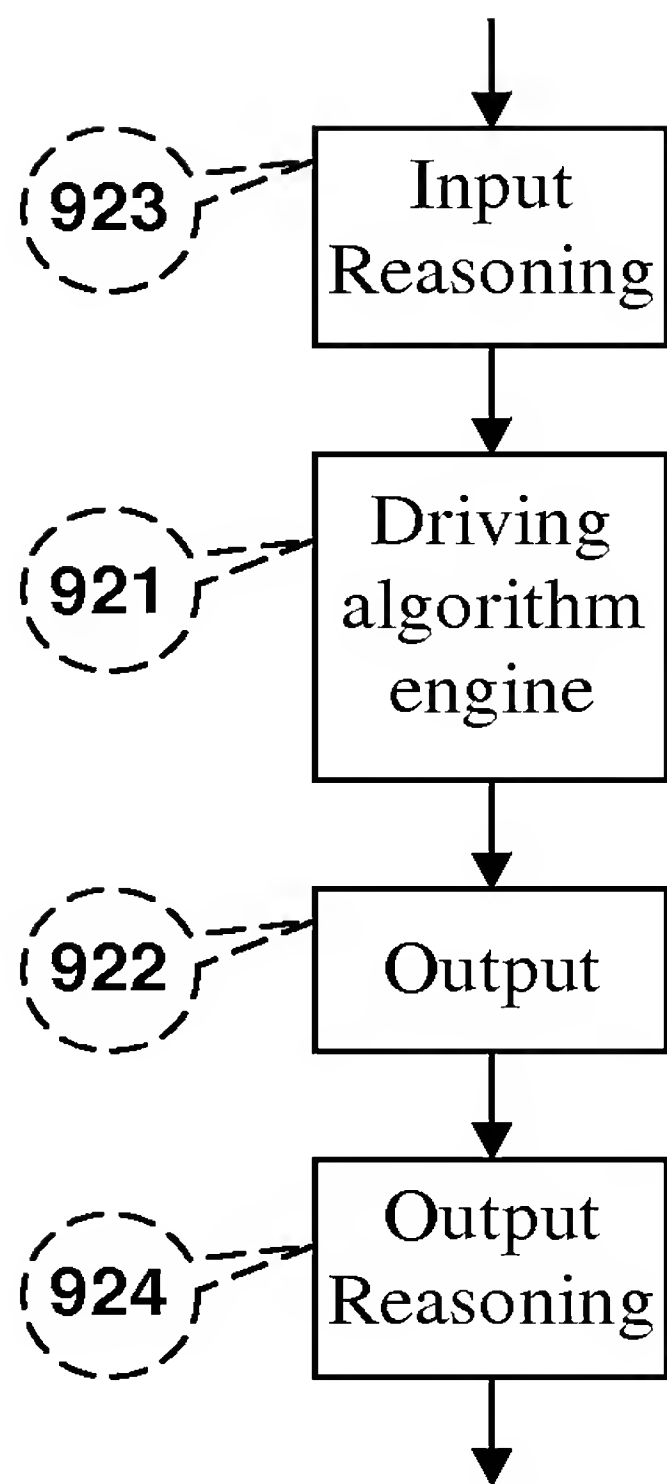 923
Input
Reasoning
921
Driving
algorithm
engine
922
Output
924
Output
Reasoning